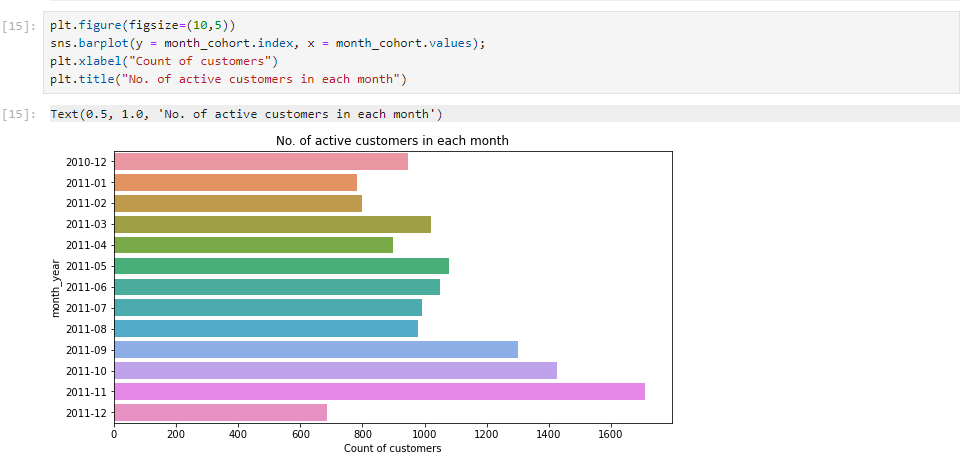 [15]: plt.figure(figsize=(10,5))
sns.barplot(y = month_cohort.index, x = month_cohort.values);
plt.xlabel("Count of customers")
plt.title("No. of active customers in each month")
[15]: Text(0.5, 1.0, 'No. of active customers in each month')
No. of active customers in each month
month_year
2010-12
2011-01
2011-02
2011-03
2011-04
2011-05
2011-06
2011-07
2011-08
2011-09
2011-10
2011-11
2011-12
0 200 400 600 800 1000 1200 1400 1600
Count of customers